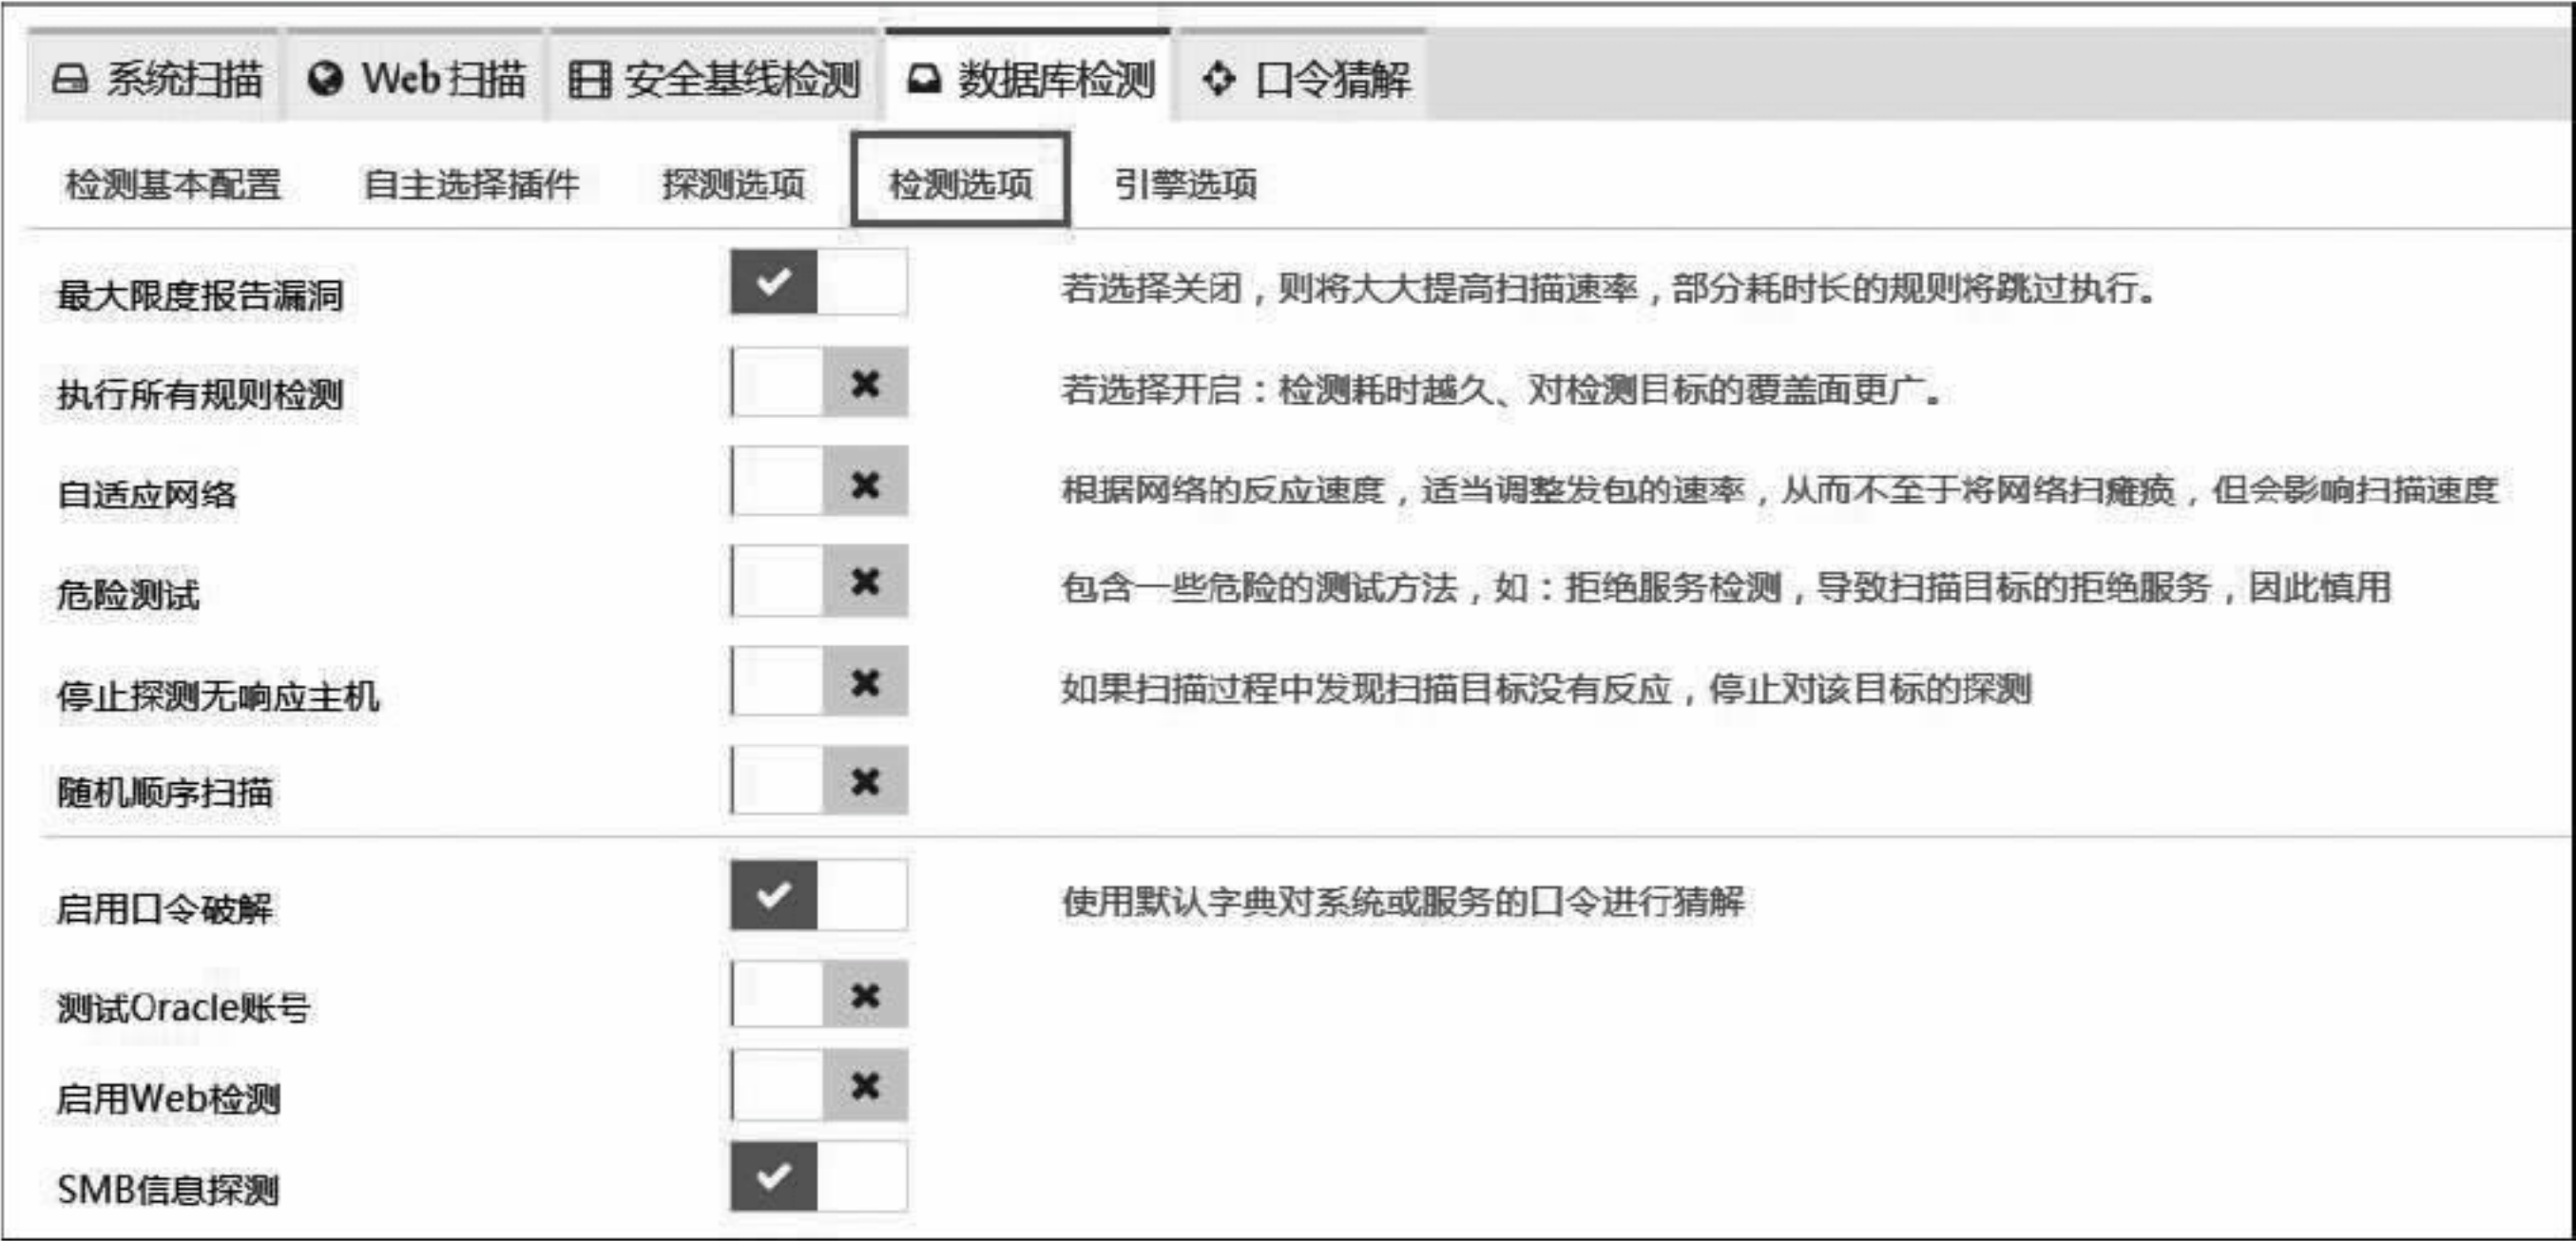 系统扫描 Web 扫描 安全基线检测 数据库检测 口令猜解
检测基本配置 自主选择插件 探测选项 检测选项 引擎选项
最大限度报告漏洞 若选择关闭，则将大大提高扫描速率，部分耗时长的规则将跳过执行。
执行所有规则检测 若选择开启：检测耗时越久、对检测目标的覆盖面更广。
自适应网络 根据网络的反应速度，适当调整发包的速率，从而不至于将网络扫瘫痪，但会影响扫描速度
危险测试 包含一些危险的测试方法，如：拒绝服务检测，导致扫描目标的拒绝服务，因此慎用
停止探测无响应主机 如果扫描过程中发现扫描目标没有反应，停止对该目标的探测
随机顺序扫描
启用口令破解 使用默认字典对系统或服务的口令进行猜解
测试Oracle账号
启用Web检测
SMB信息探测